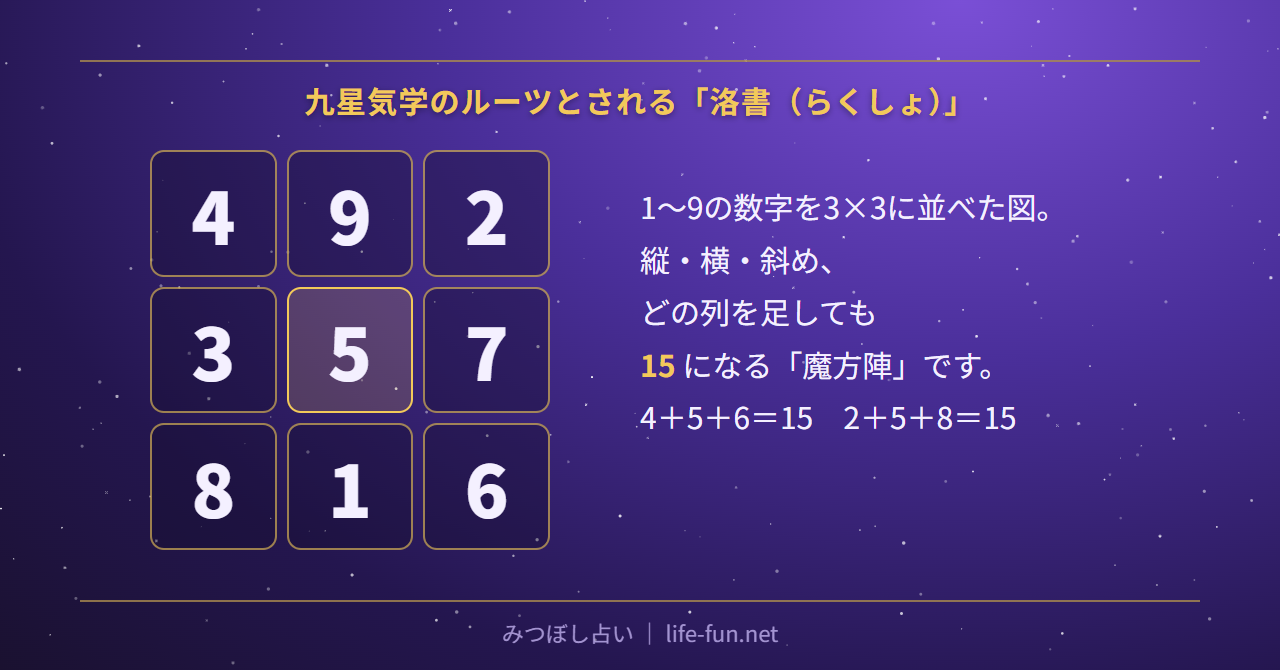 九星気学のルーツとされる「洛書（らくしょ）」
4 9 2
3 5 7
8 1 6
1〜9の数字を3×3に並べた図。
縦・横・斜め、
どの列を足しても
15 になる「魔方陣」です。
4＋5＋6＝15　2＋5＋8＝15
みつぼし占い ｜ life-fun.net